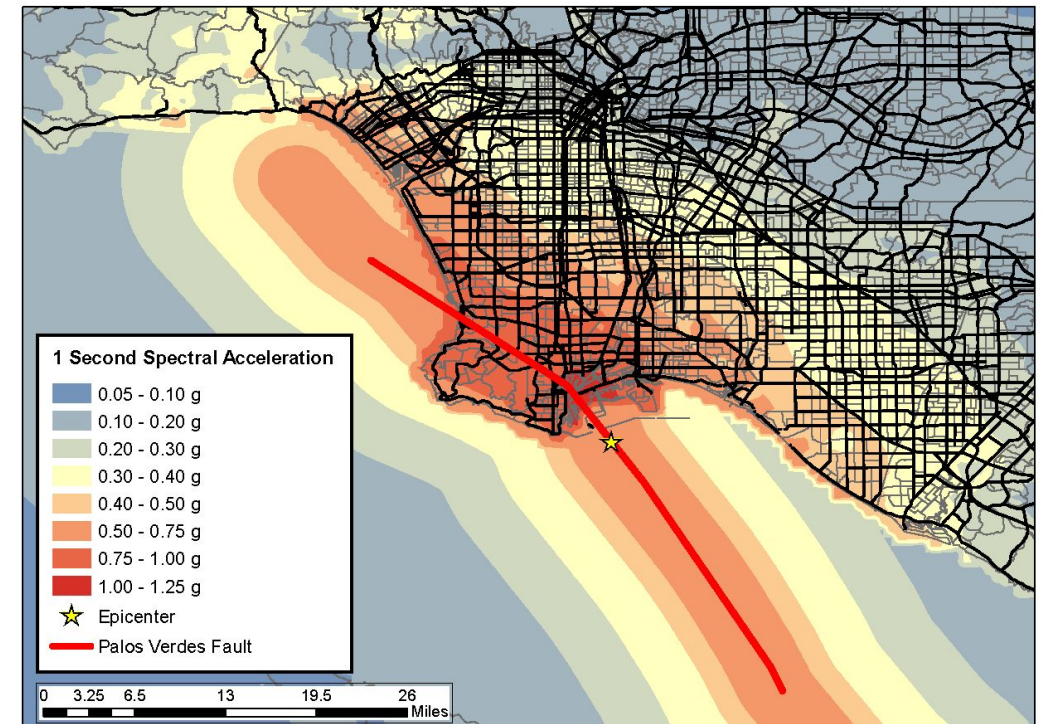 1 Second Spectral Acceleration
0.05 - 0.10 g
0.10 - 0.20 g
0.20 - 0.30 g
0.30 - 0.40 g
0.40 - 0.50 g
0.50 - 0.75 g
0.75 - 1.00 g
1.00 - 1.25 g
Epicenter
Palos Verdes Fault
0 3.25 6.5 13 19.5 26
Miles